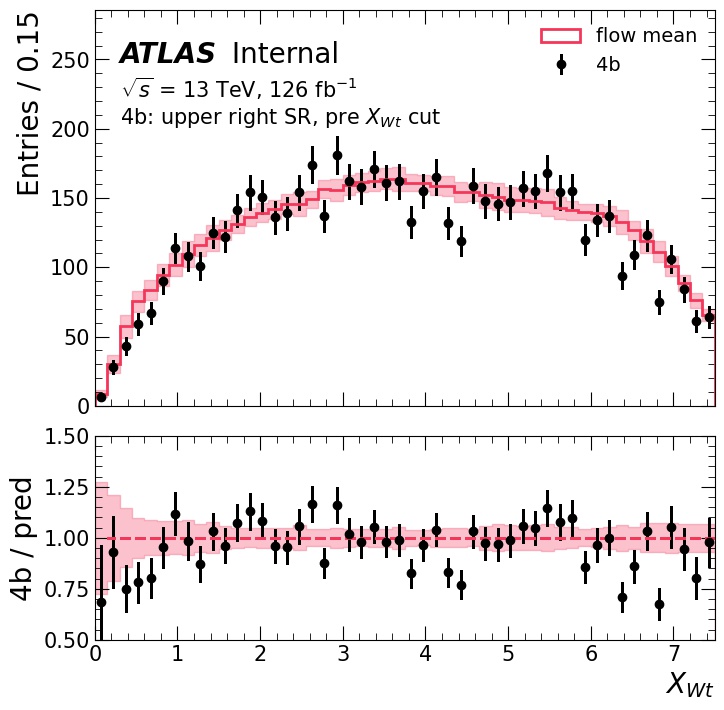 ATLAS Internal
√s = 13 TeV, 126 fb⁻¹
4b: upper right SR, pre X_Wt cut
flow mean
4b
Entries / 0.15
250
200
150
100
50
0
4b / pred
1.50
1.25
1.00
0.75
0.50
0 1 2 3 4 5 6 7
X_Wt